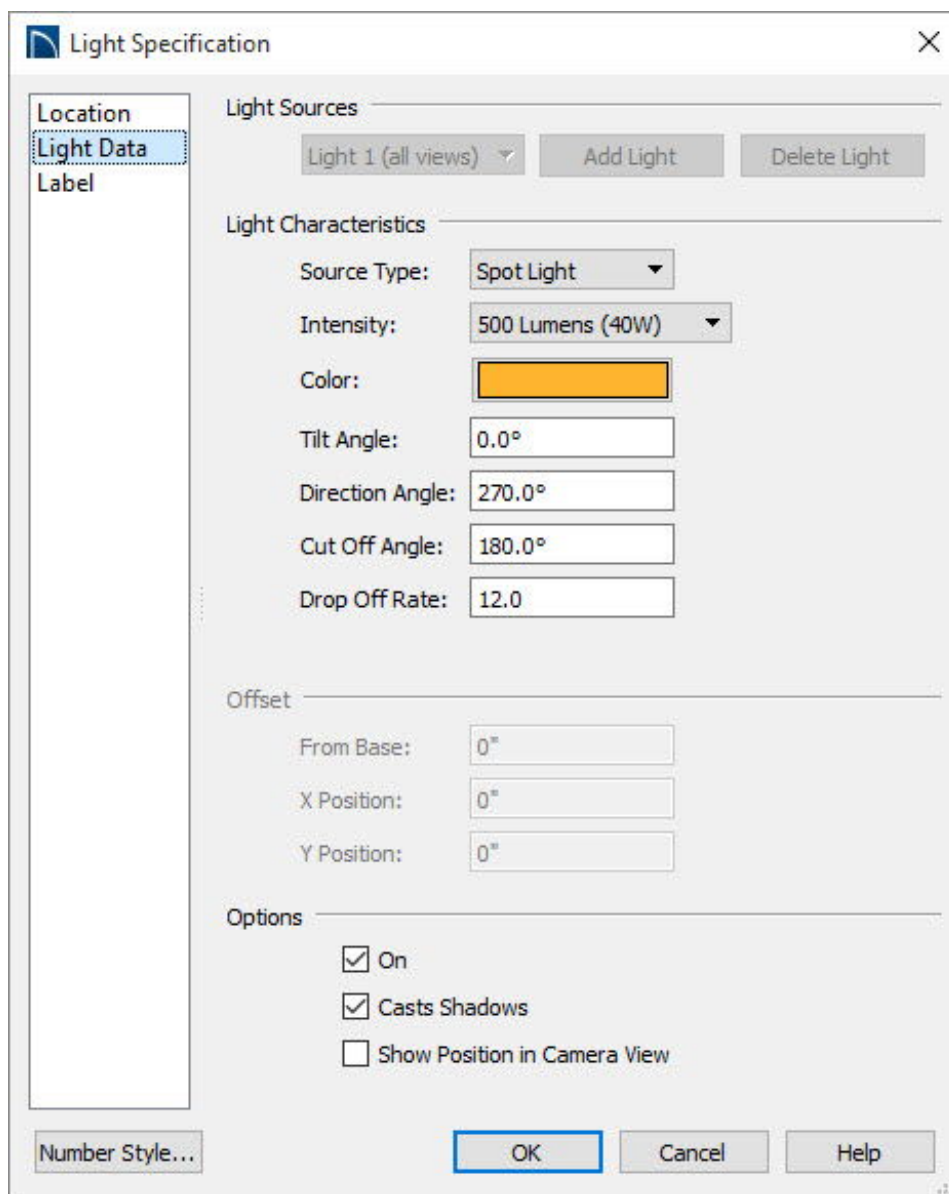 Light Specification
Location
Light Data
Label
Light Sources
Light 1 (all views)
Add Light
Delete Light
Light Characteristics
Source Type: Spot Light
Intensity: 500 Lumens (40W)
Color:
Tilt Angle: 0.0°
Direction Angle: 270.0°
Cut Off Angle: 180.0°
Drop Off Rate: 12.0
Offset
From Base: 0"
X Position: 0"
Y Position: 0"
Options
On
Casts Shadows
Show Position in Camera View
Number Style... OK Cancel Help